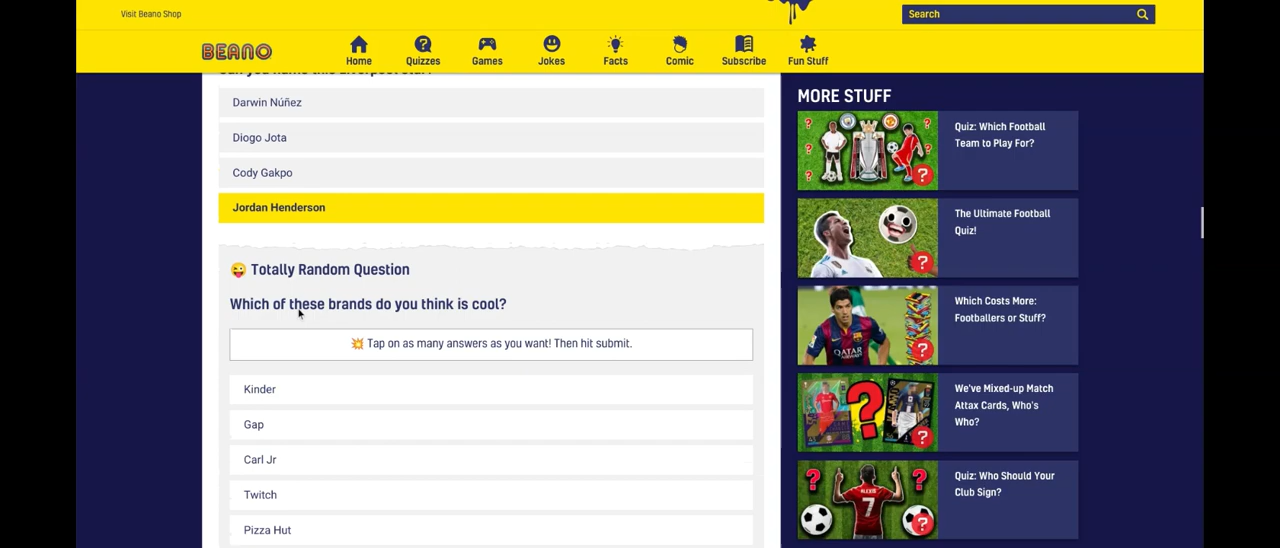 Visit Beano Shop
Search
BEANO
Home
Quizzes
Games
Jokes
Facts
Comic
Subscribe
Fun Stuff
Darwin Núñez
Diogo Jota
Cody Gakpo
Jordan Henderson
😜 Totally Random Question
Which of these brands do you think is cool?
💥 Tap on as many answers as you want! Then hit submit.
Kinder
Gap
Carl Jr
Twitch
Pizza Hut
MORE STUFF
Quiz: Which Football
Team to Play For?
The Ultimate Football
Quiz!
Which Costs More:
Footballers or Stuff?
QATAR
We've Mixed-up Match
Attax Cards, Who's
Who?
Quiz: Who Should Your
Club Sign?
ALEXIS
7